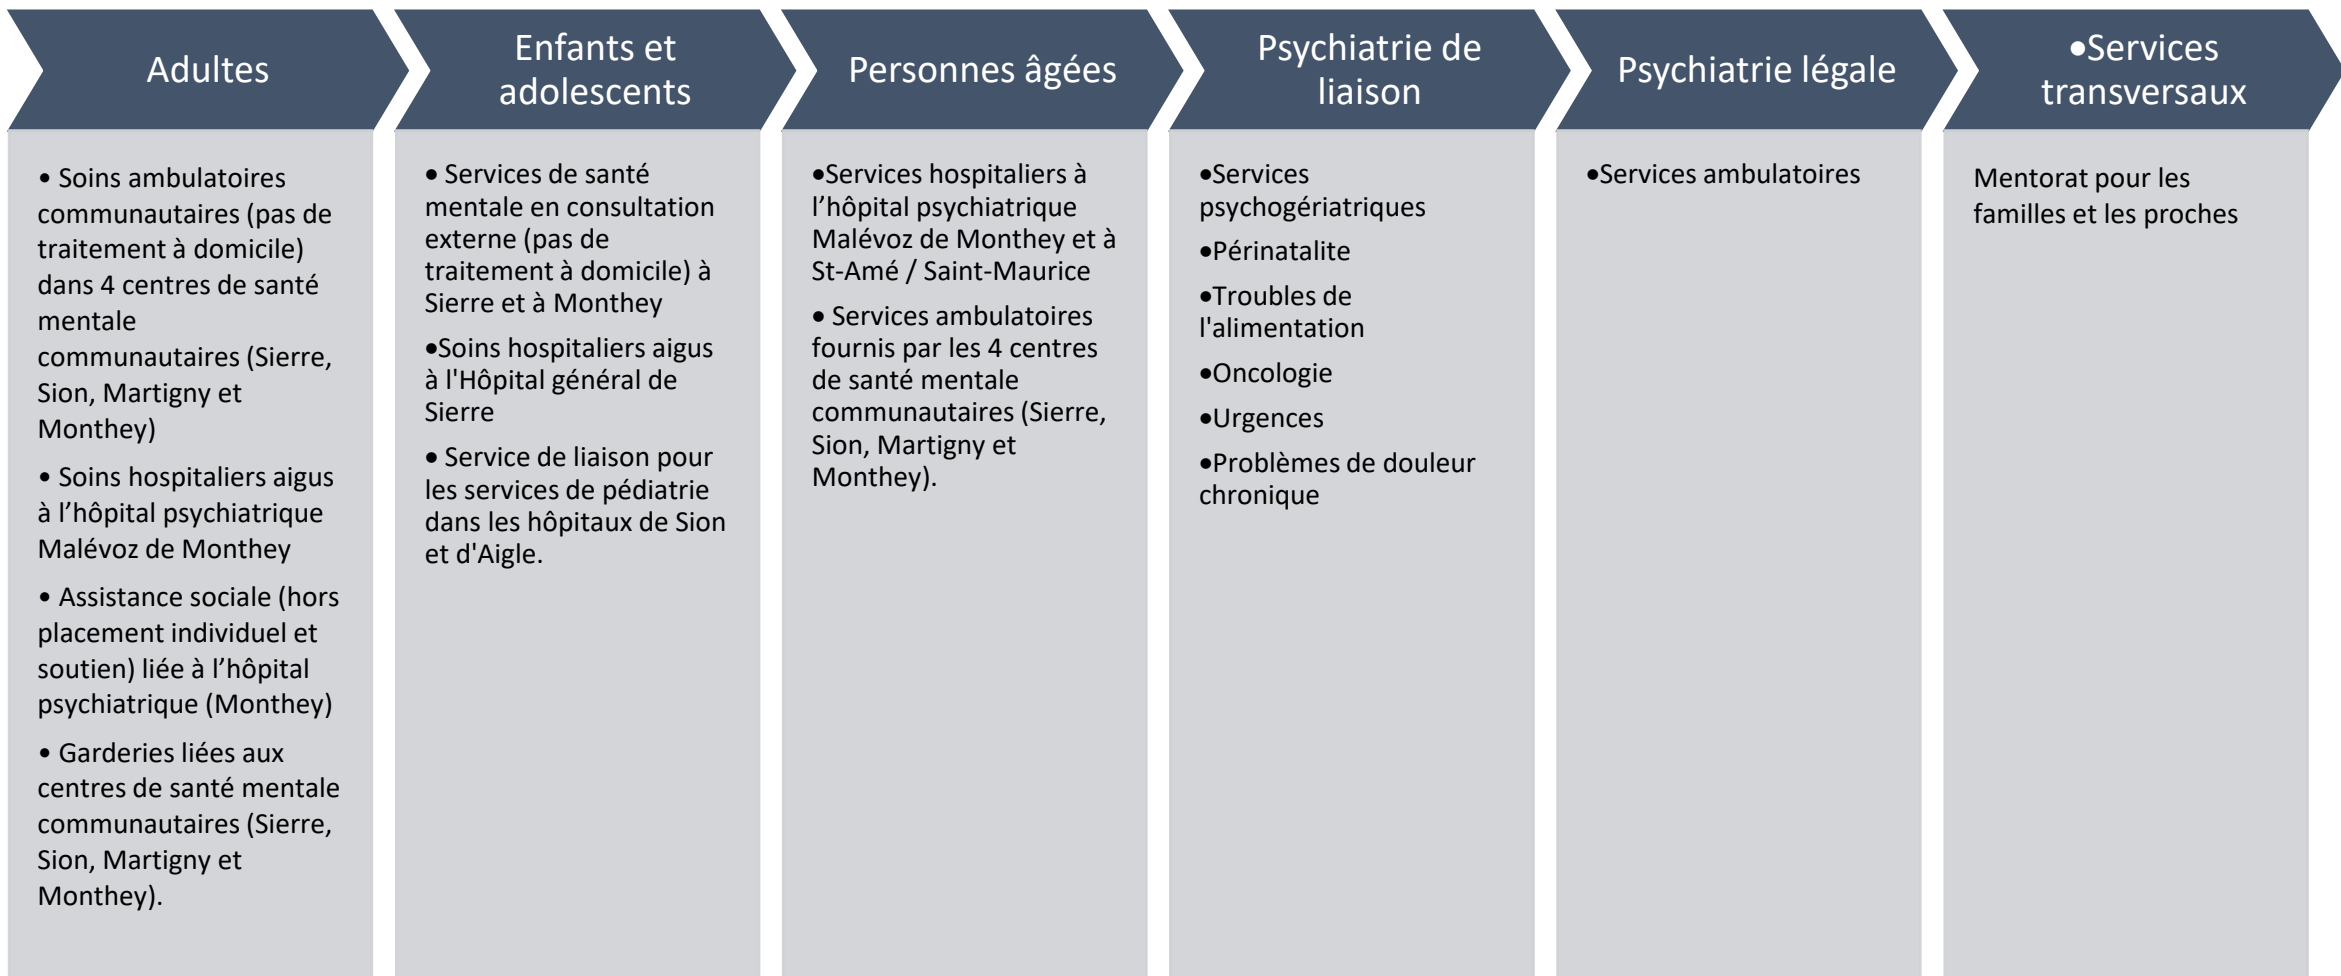 Adultes
• Soins ambulatoires
communautaires (pas de
traitement à domicile)
dans 4 centres de santé
mentale
communautaires (Sierre,
Sion, Martigny et
Monthey)
• Soins hospitaliers aigus
à l’hôpital psychiatrique
Malévoz de Monthey
• Assistance sociale (hors
placement individuel et
soutien) liée à l’hôpital
psychiatrique (Monthey)
• Garderies liées aux
centres de santé mentale
communautaires (Sierre,
Sion, Martigny et
Monthey).
Enfants et
adolescents
• Services de santé
mentale en consultation
externe (pas de
traitement à domicile) à
Sierre et à Monthey
•Soins hospitaliers aigus
à l'Hôpital général de
Sierre
• Service de liaison pour
les services de pédiatrie
dans les hôpitaux de Sion
et d'Aigle.
Personnes âgées
•Services hospitaliers à
l’hôpital psychiatrique
Malévoz de Monthey et à
St-Amé / Saint-Maurice
• Services ambulatoires
fournis par les 4 centres
de santé mentale
communautaires (Sierre,
Sion, Martigny et
Monthey).
Psychiatrie de
liaison
•Services
psychogériatriques
•Périnatalite
•Troubles de
l'alimentation
•Oncologie
•Urgences
•Problèmes de douleur
chronique
Psychiatrie légale
•Services ambulatoires
•Services
transversaux
Mentorat pour les
familles et les proches